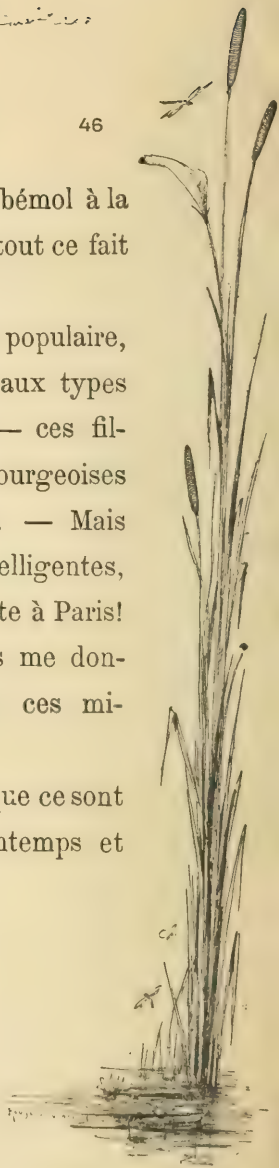 46
bémol à la
tout ce fait
populaire,
aux types
— ces fil-
ourgeoises
. — Mais
elligentes,
te à Paris!
s me don-
ces mi-
ue ce sont
ntemps et